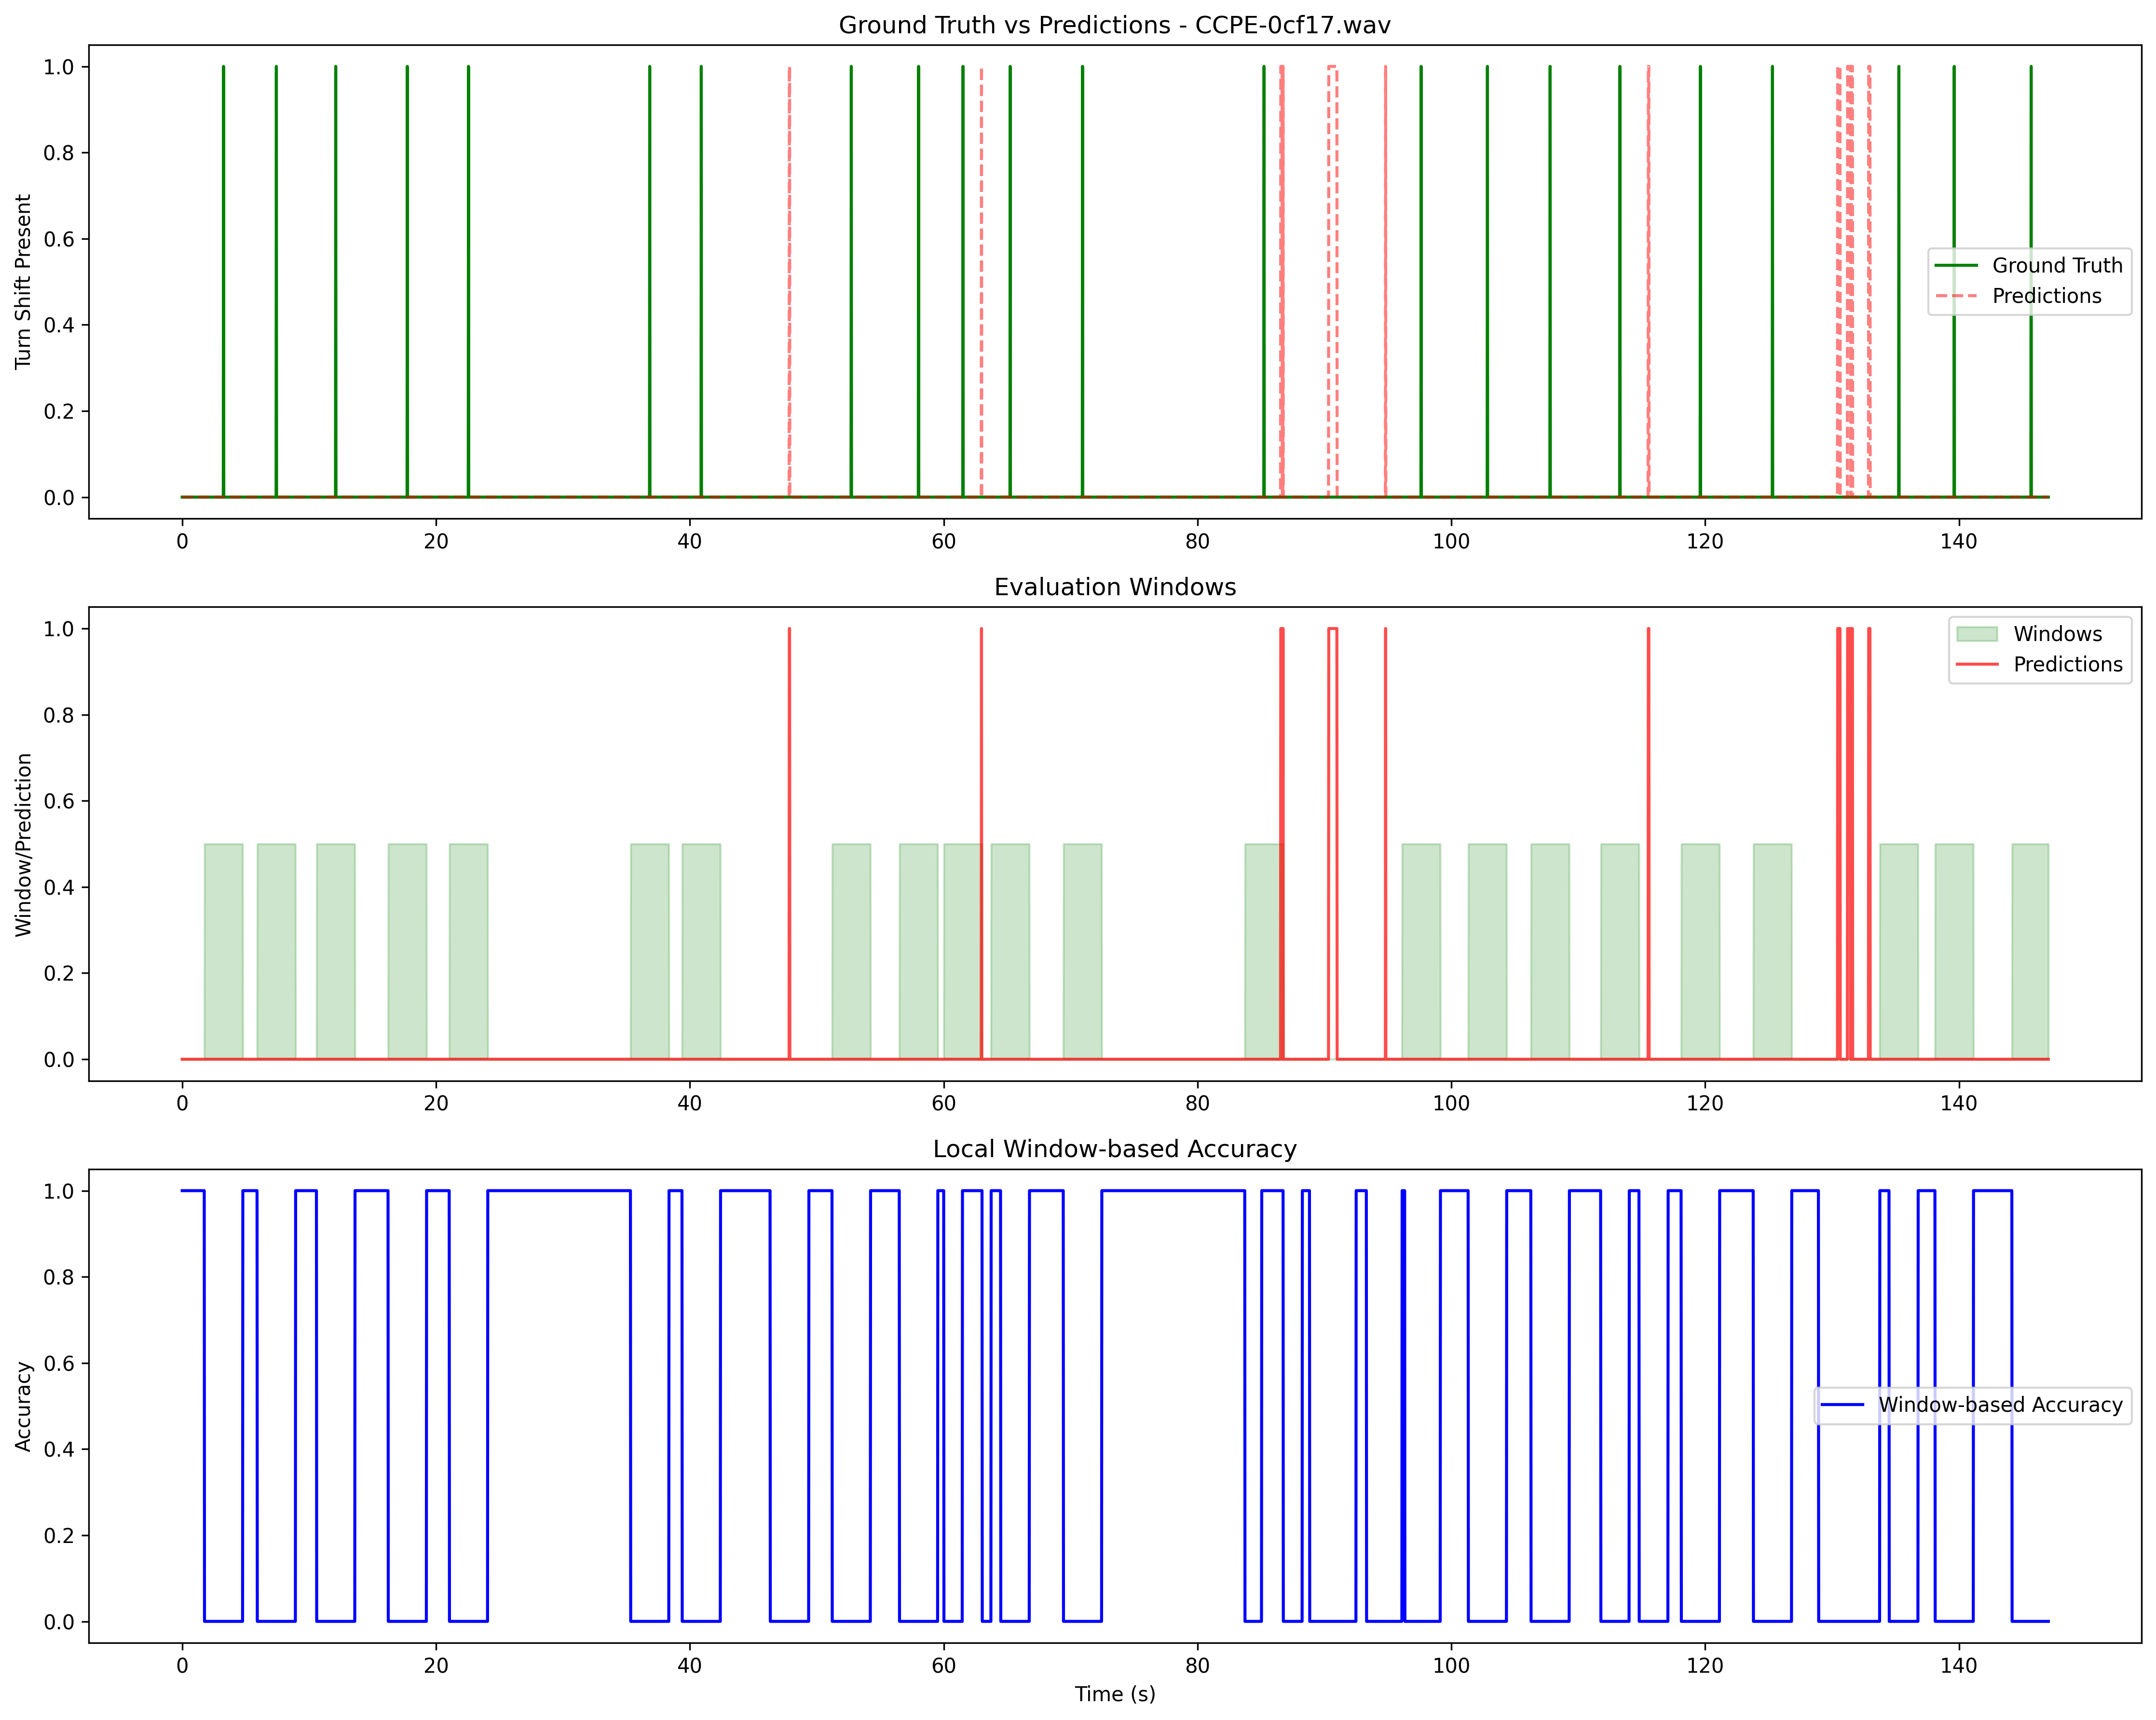 Ground Truth vs Predictions - CCPE-0cf17.wav
Turn Shift Present
1.0
0.8
0.6
0.4
0.2
0.0
Ground Truth
Predictions
0 20 40 60 80 100 120 140
Evaluation Windows
Window/Prediction
1.0
0.8
0.6
0.4
0.2
0.0
Windows
Predictions
0 20 40 60 80 100 120 140
Local Window-based Accuracy
Accuracy
1.0
0.8
0.6
0.4
0.2
0.0
Window-based Accuracy
0 20 40 60 80 100 120 140
Time (s)